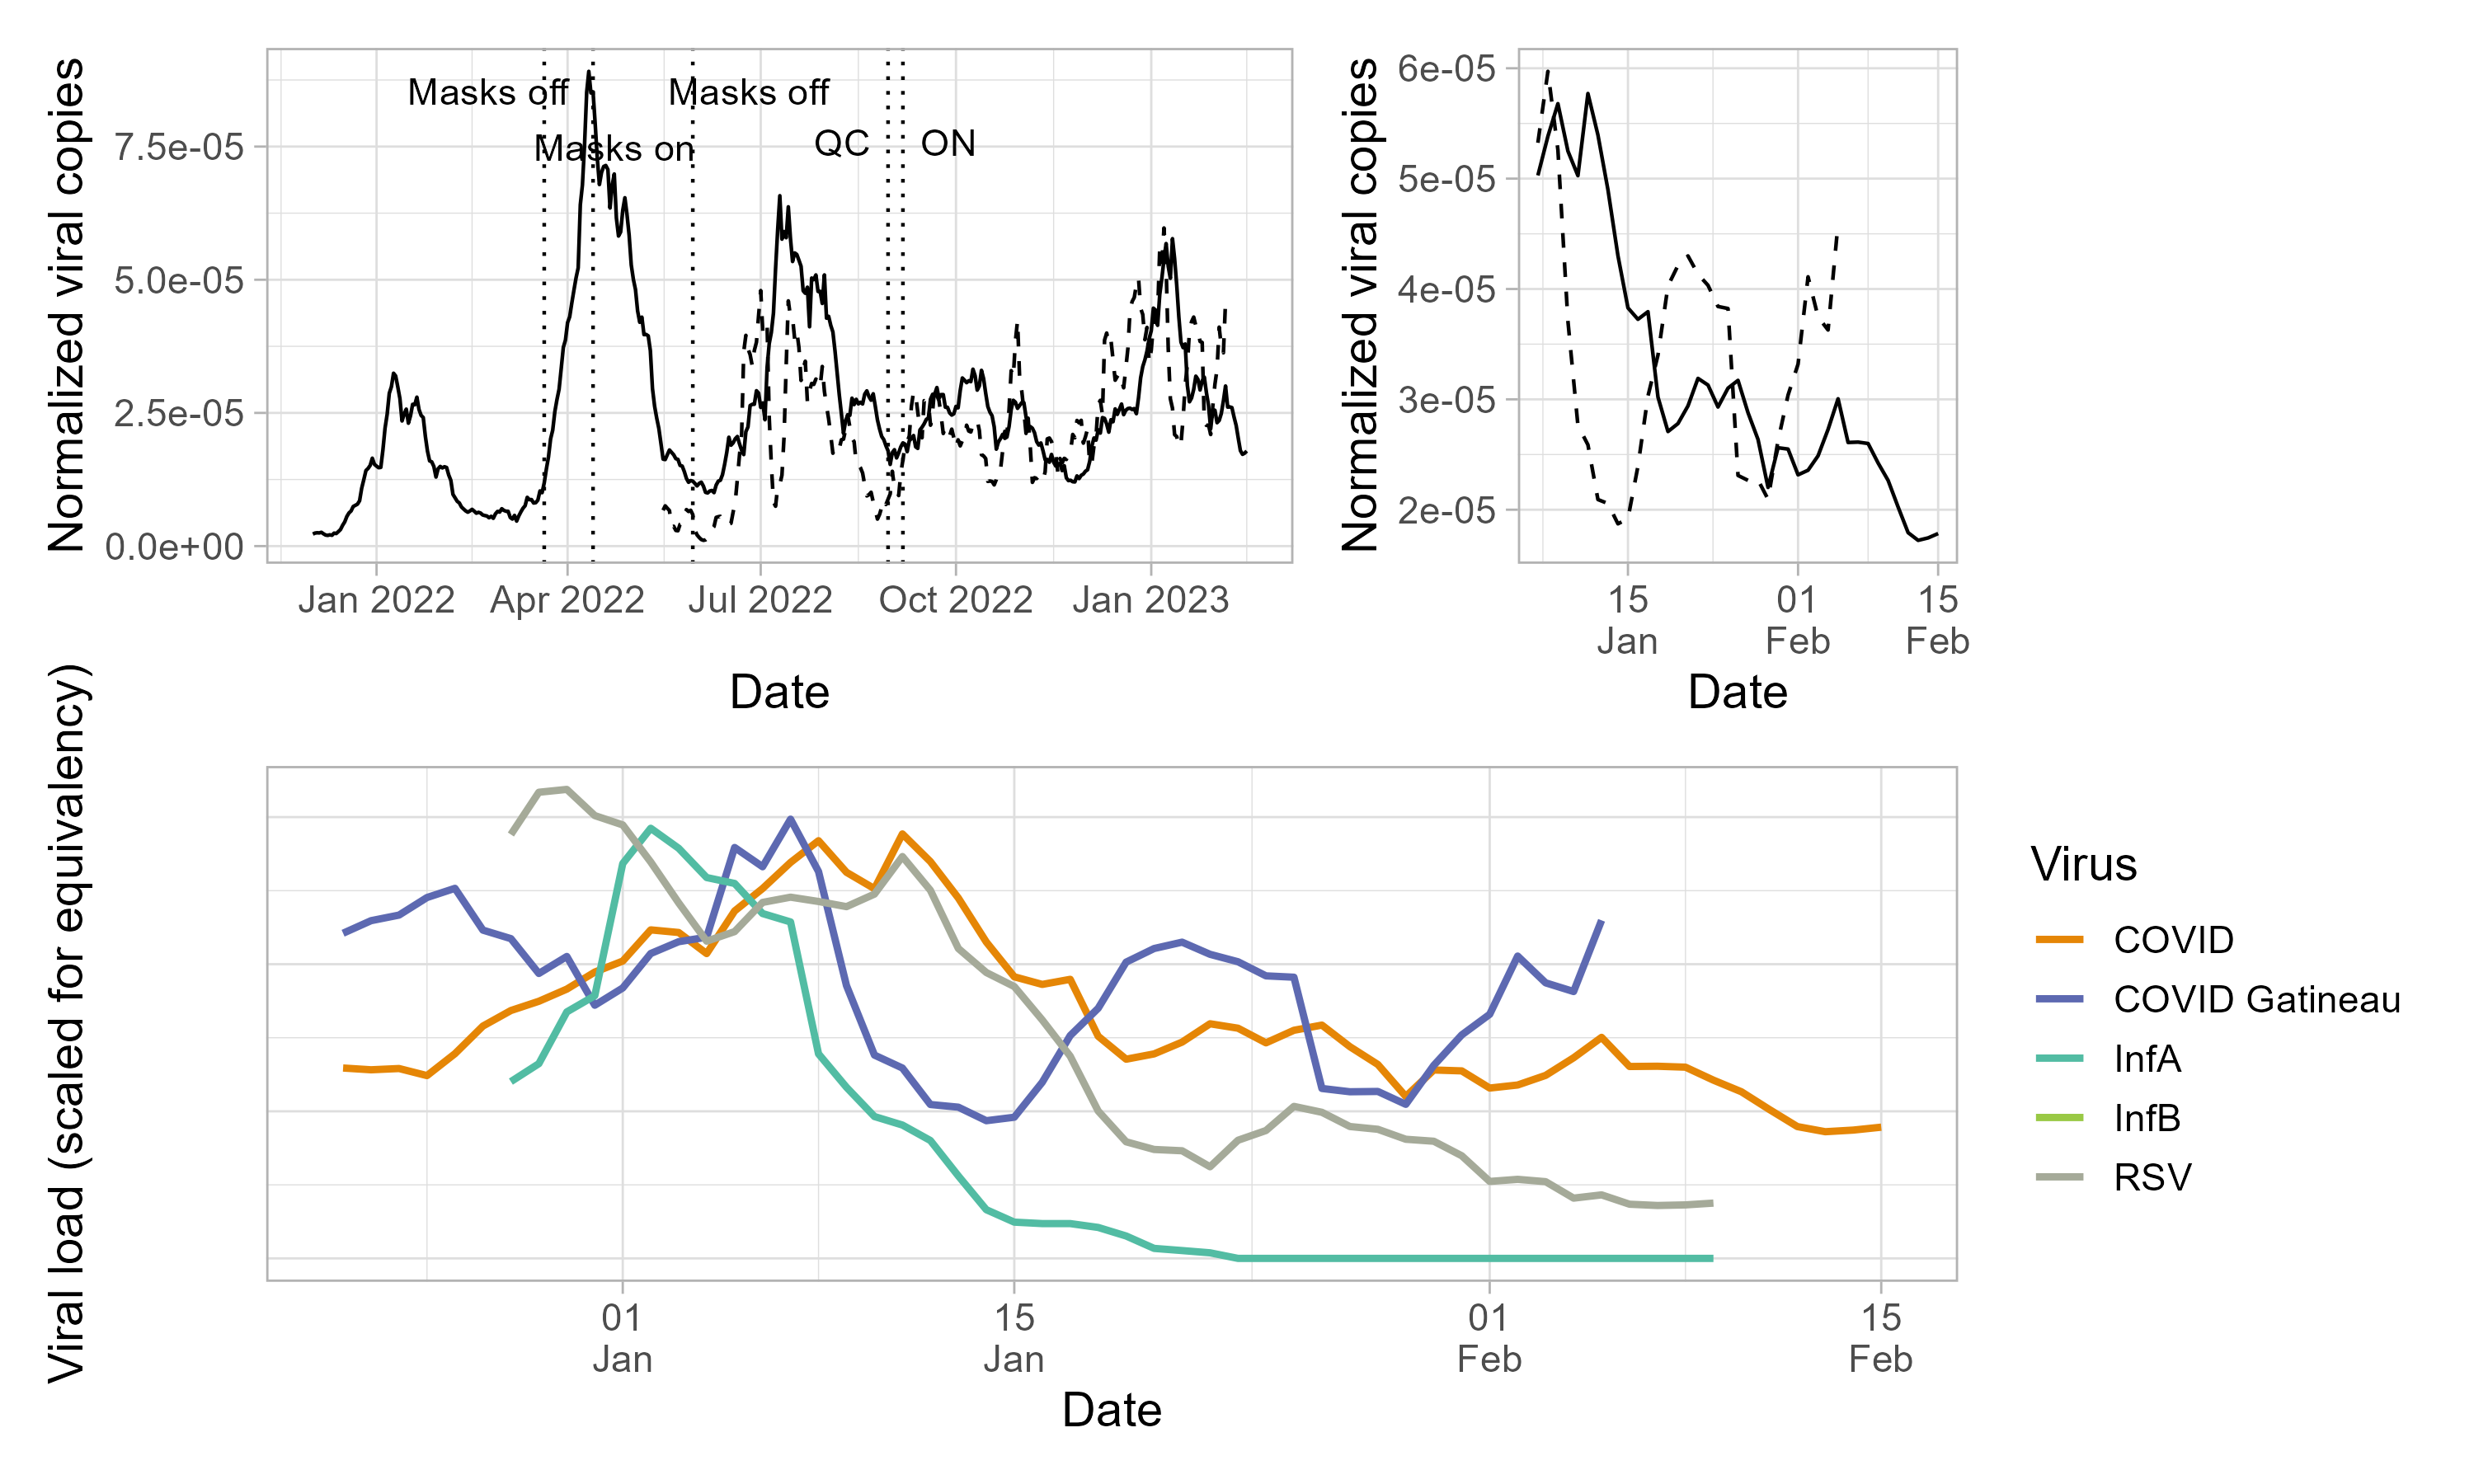 Normalized viral copies
7.5e-05
5.0e-05
2.5e-05
0.0e+00
Masks off
Masks on
Masks off
QC
ON
Jan 2022
Apr 2022
Jul 2022
Oct 2022
Jan 2023
Date
Normalized viral copies
6e-05
5e-05
4e-05
3e-05
2e-05
15
Jan
01
Feb
15
Feb
Date
Viral load (scaled for equivalency)
01
Jan
15
Jan
01
Feb
15
Feb
Date
Virus
COVID
COVID Gatineau
InfA
InfB
RSV